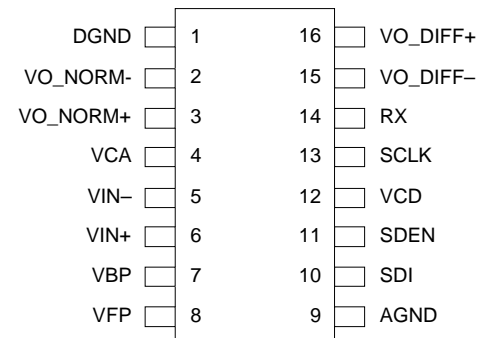 DGND 1 16 VO_DIFF+
VO_NORM- 2 15 VO_DIFF–
VO_NORM+ 3 14 RX
VCA 4 13 SCLK
VIN– 5 12 VCD
VIN+ 6 11 SDEN
VBP 7 10 SDI
VFP 8 9 AGND